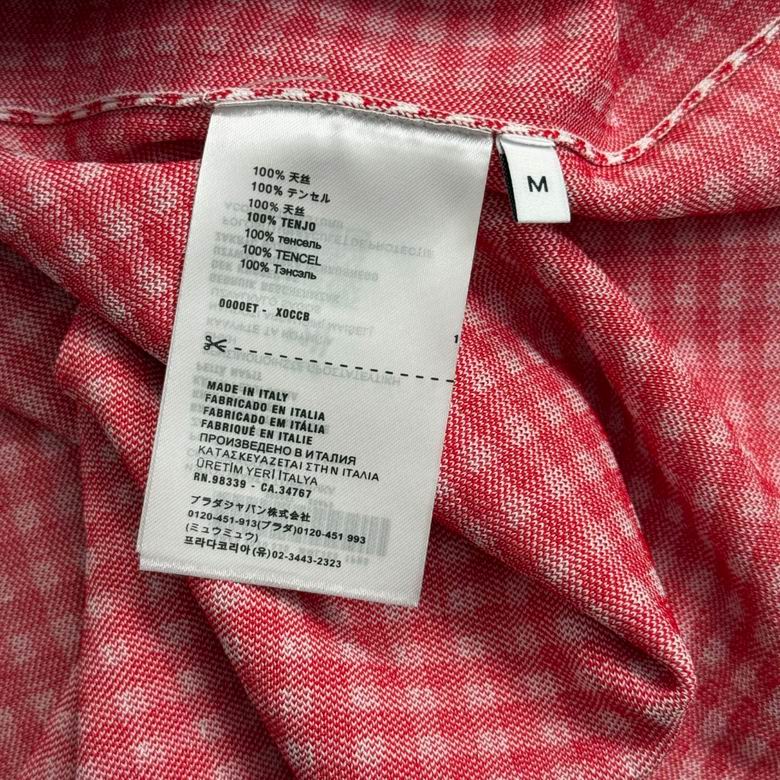 100% 天丝
100% テンセル
100% 天丝
100% TENJO
100% тенсель
100% TENCEL
100% Тэнсэль
0000ET - X0CCB
1
MADE IN ITALY
FABRICADO EN ITALIA
FABRICADO EM ITÁLIA
FABRIQUÉ EN ITALIE
ПРОИЗВЕДЕНО В ИТАЛИЯ
ΚΑΤΑΣΚΕΥΑΖΕΤΑΙ ΣΤΗΝ ΙΤΑΛΙΑ
ÜRETİM YERİ İTALYA
RN.98339 - CA.34767
プラダジャパン株式会社
0120-451-913(プラダ)0120-451 993
(ミュウミュウ)
프라다코리아(유)02-3443-2323
M